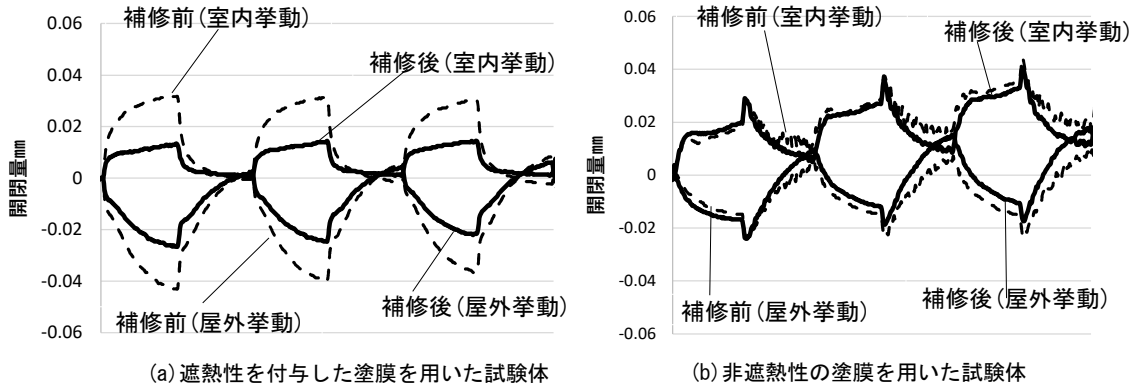 0.06
0.04
0.02
0
-0.02
-0.04
-0.06
開閉量㎜
補修前(室内挙動)
補修後(室内挙動)
補修前(屋外挙動)
補修後(屋外挙動)
(a)遮熱性を付与した塗膜を用いた試験体
0.06
0.04
0.02
0
-0.02
-0.04
-0.06
開閉量㎜
補修前(室内挙動)
補修後(室内挙動)
補修前(屋外挙動)
補修後(屋外挙動)
(b)非遮熱性の塗膜を用いた試験体